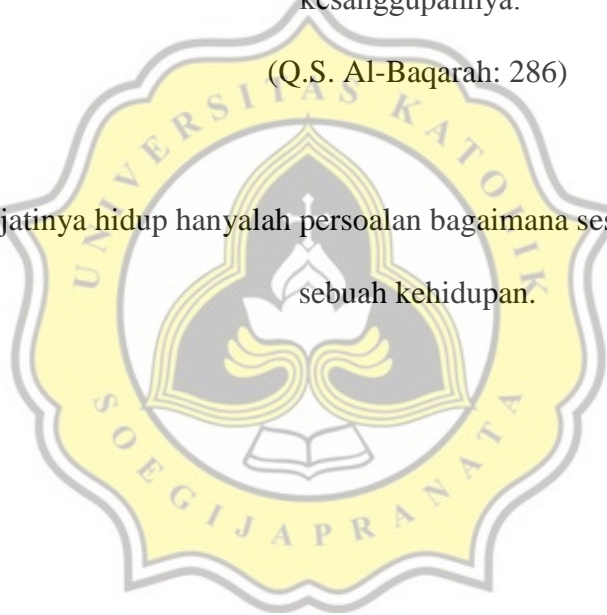 kesanggupannya.
(Q.S. Al-Baqarah: 286)
jatinya hidup hanyalah persoalan bagaimana ses
sebuah kehidupan.
UNIVERSITAS KATOLIK
SOEGIJAPRANATA